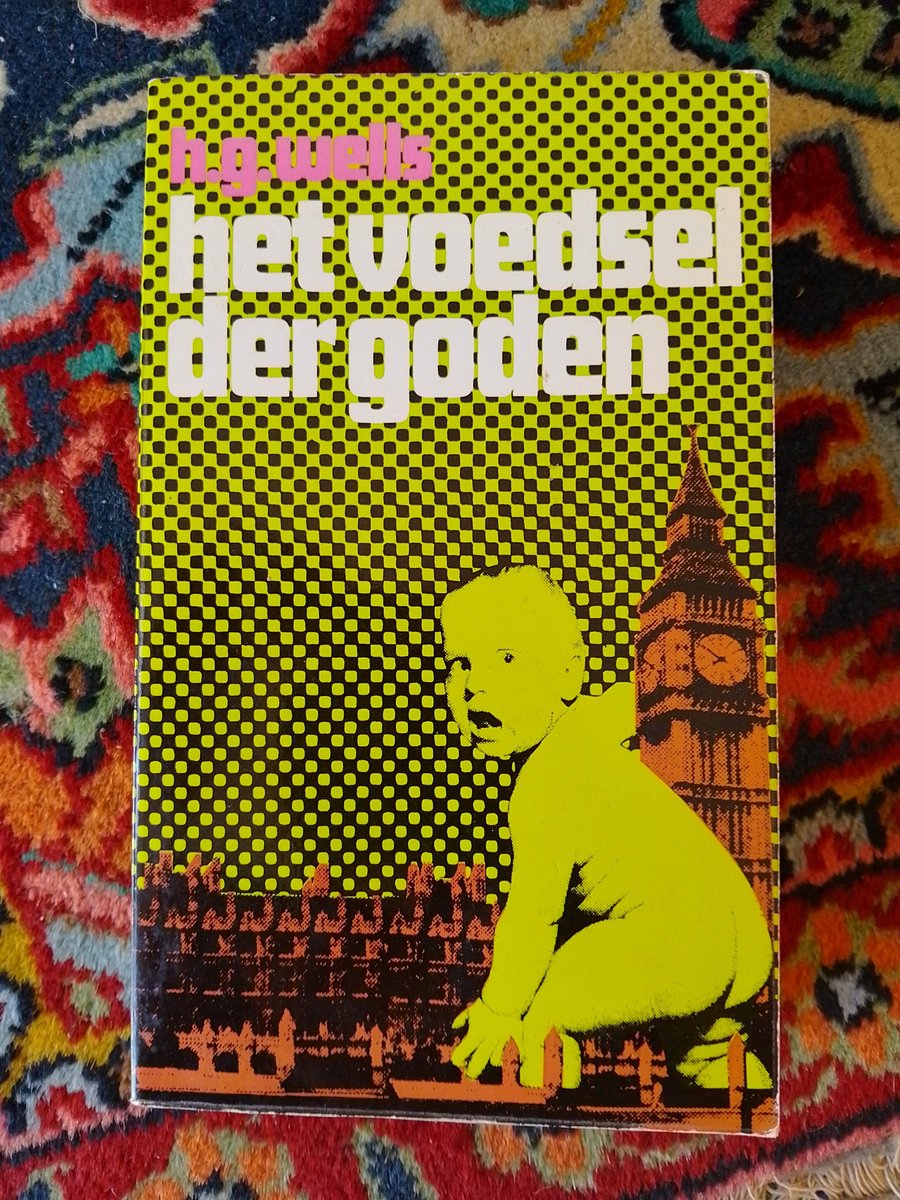 h.g.wells
het voedsel
der goden